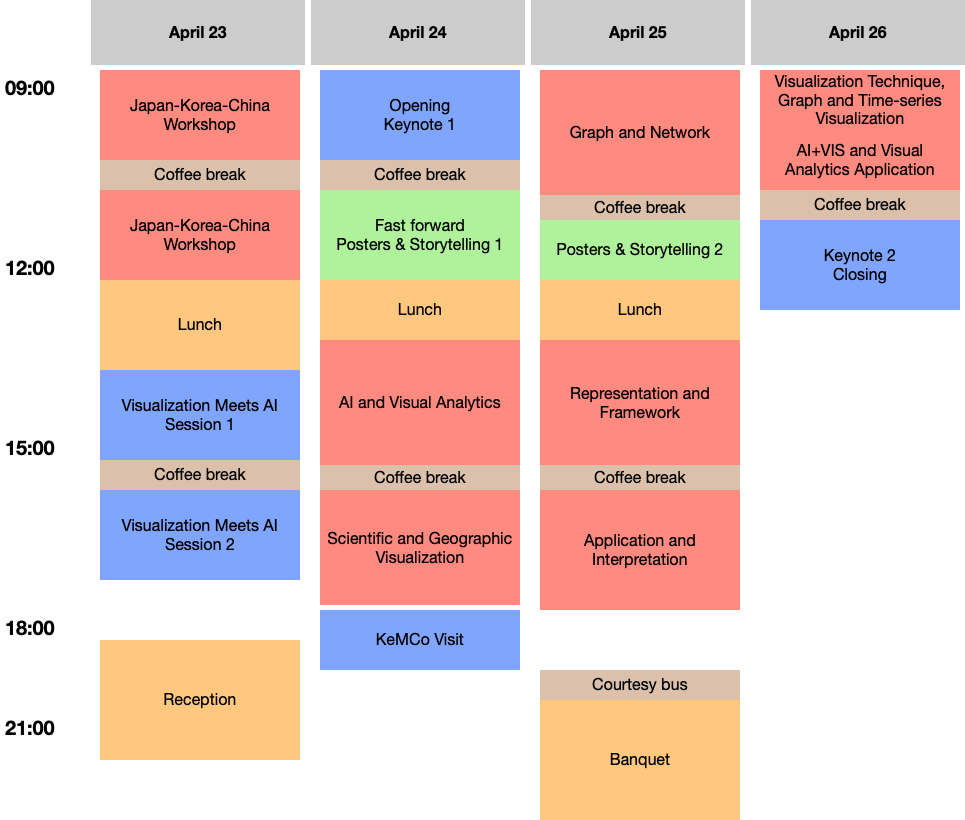 April 23
April 24
April 25
April 26
09:00
12:00
15:00
18:00
21:00
Japan-Korea-China
Workshop
Coffee break
Japan-Korea-China
Workshop
Lunch
Visualization Meets AI
Session 1
Coffee break
Visualization Meets AI
Session 2
Reception
Opening
Keynote 1
Coffee break
Fast forward
Posters & Storytelling 1
Lunch
AI and Visual Analytics
Coffee break
Scientific and Geographic
Visualization
KeMCo Visit
Graph and Network
Coffee break
Posters & Storytelling 2
Lunch
Representation and
Framework
Coffee break
Application and
Interpretation
Courtesy bus
Banquet
Visualization Technique,
Graph and Time-series
Visualization
AI+VIS and Visual
Analytics Application
Coffee break
Keynote 2
Closing